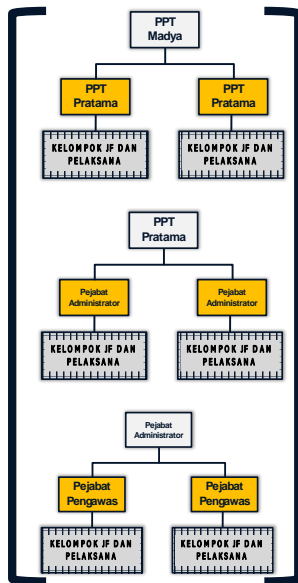 PPT
Madya
PPT
Pratama
PPT
Pratama
KELOMPOK JF DAN
PELAKSANA
KELOMPOK JF DAN
PELAKSANA
PPT
Pratama
Pejabat
Administrator
Pejabat
Administrator
KELOMPOK JF DAN
PELAKSANA
KELOMPOK JF DAN
PELAKSANA
Pejabat
Administrator
Pejabat
Pengawas
Pejabat
Pengawas
KELOMPOK JF DAN
PELAKSANA
KELOMPOK JF DAN
PELAKSANA